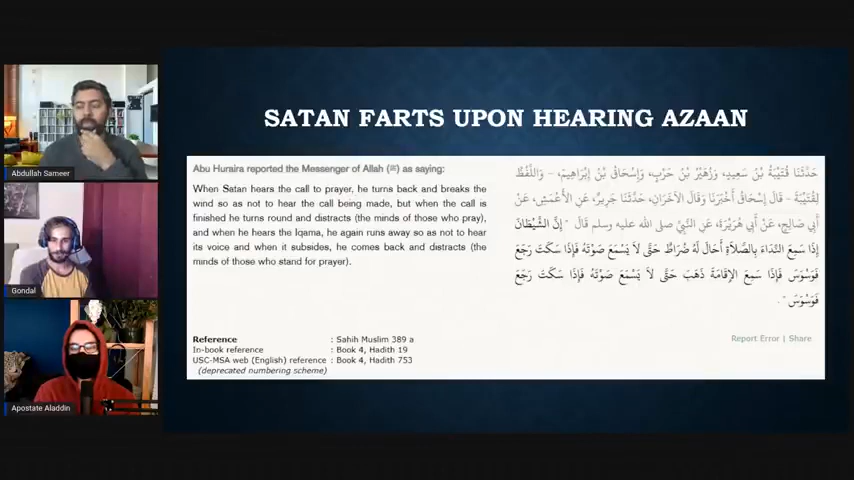 SATAN FARTS UPON HEARING AZAAN
Abu Huraira reported the Messenger of Allah (ﷺ) as saying:
When Satan hears the call to prayer, he turns back and breaks the
wind so as not to hear the call being made, but when the call is
finished he turns round and distracts (the minds of those who pray),
and when he hears the Iqama, he again runs away so as not to hear
its voice and when it subsides, he comes back and distracts (the
minds of those who stand for prayer).
حَدَّثَنَا قُتَيْبَةُ بْنُ سَعِيدٍ، وَزُهَيْرُ بْنُ حَرْبٍ، وَإِسْحَاقُ بْنُ إِبْرَاهِيمَ، - وَاللَّفْظُ
لِقُتَيْبَةَ - قَالَ إِسْحَاقُ أَخْبَرَنَا وَقَالَ الآخَرَانِ، حَدَّثَنَا جَرِيرٌ، عَنِ الأَعْمَشِ، عَنْ
أَبِي صَالِحٍ، عَنْ أَبِي هُرَيْرَةَ، عَنِ النَّبِيِّ صلى الله عليه وسلم قَالَ " إِنَّ الشَّيْطَانَ
إِذَا سَمِعَ النِّدَاءَ بِالصَّلاَةِ أَحَالَ لَهُ ضُرَاطٌ حَتَّى لاَ يَسْمَعَ صَوْتَهُ فَإِذَا سَكَتَ رَجَعَ
فَوَسْوَسَ فَإِذَا سَمِعَ الإِقَامَةَ ذَهَبَ حَتَّى لاَ يَسْمَعَ صَوْتَهُ فَإِذَا سَكَتَ رَجَعَ
فَوَسْوَسَ " .
Reference : Sahih Muslim 389 a
In-book reference : Book 4, Hadith 19
USC-MSA web (English) reference : Book 4, Hadith 753
(deprecated numbering scheme)
Report Error | Share
Abdullah Sameer
Gondal
Apostate Aladdin